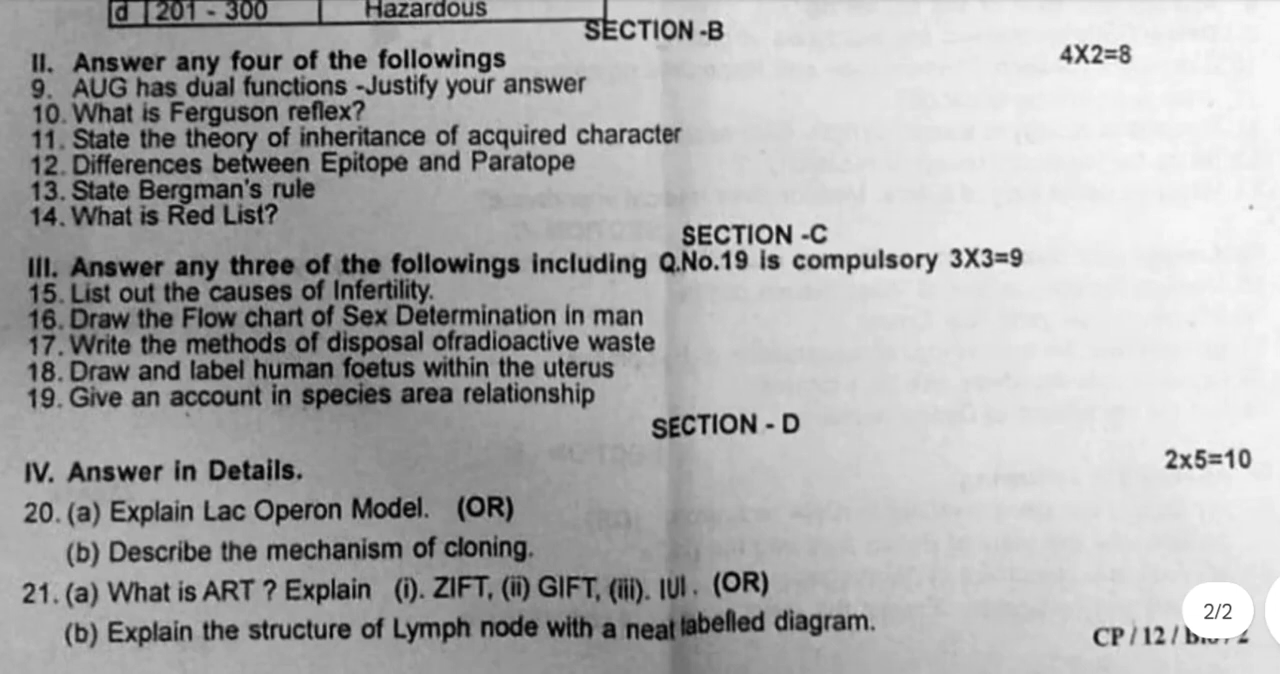 d 201 - 300 Hazardous
SECTION -B
II. Answer any four of the followings 4X2=8
9. AUG has dual functions -Justify your answer
10. What is Ferguson reflex?
11. State the theory of inheritance of acquired character
12. Differences between Epitope and Paratope
13. State Bergman's rule
14. What is Red List?
SECTION -C
III. Answer any three of the followings including Q.No.19 is compulsory 3X3=9
15. List out the causes of Infertility.
16. Draw the Flow chart of Sex Determination in man
17. Write the methods of disposal ofradioactive waste
18. Draw and label human foetus within the uterus
19. Give an account in species area relationship
SECTION - D
IV. Answer in Details. 2x5=10
20. (a) Explain Lac Operon Model. (OR)
(b) Describe the mechanism of cloning.
21. (a) What is ART ? Explain (i). ZIFT, (ii) GIFT, (iii). IUI. (OR)
(b) Explain the structure of Lymph node with a neat labelled diagram.
2/2
CP / 12 /